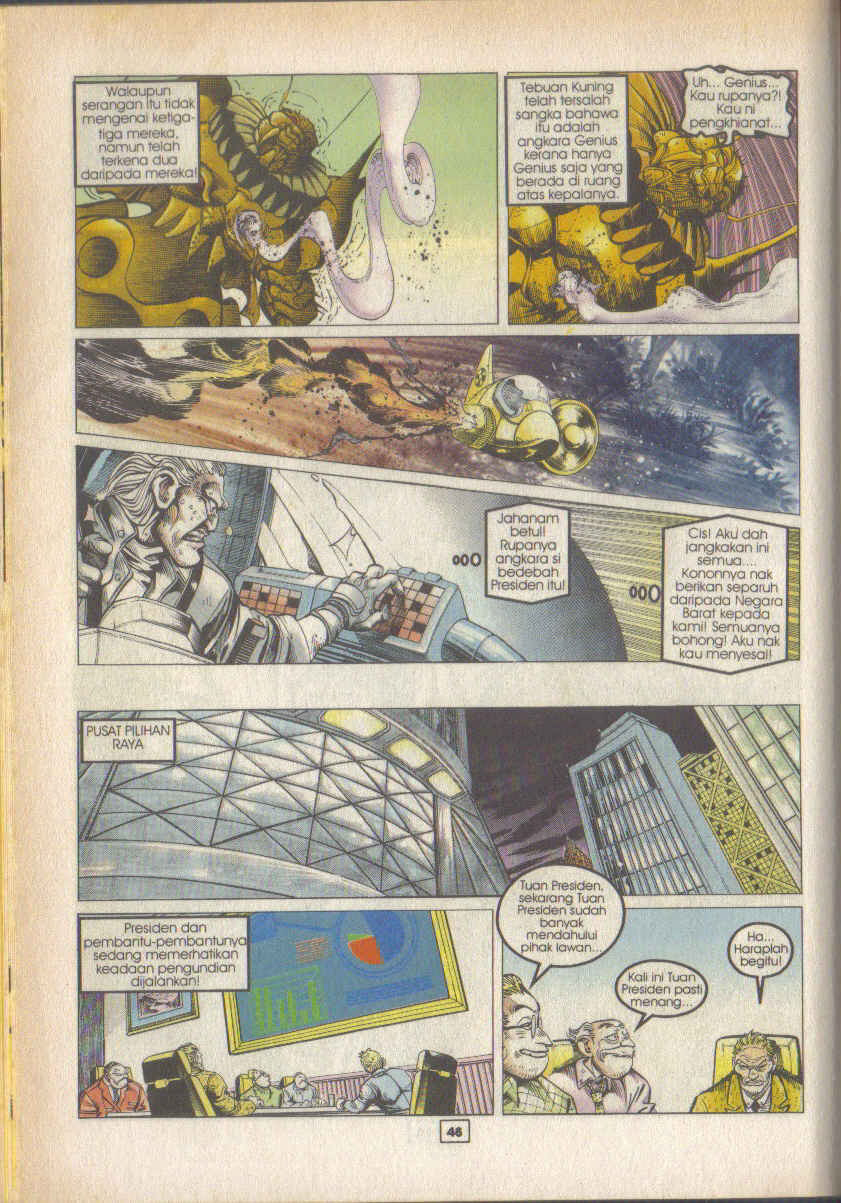 Walaupun
serangan itu tidak
mengenai ketiga-
tiga mereka,
namun telah
terkena dua
daripada mereka!
Tebuan Kuning
telah tersalah
sangka bahawa
itu adalah
angkara Genius
kerana hanya
Genius saja yang
berada di ruang
atas kepalanya.
Uh... Genius...
Kau rupanya?!
Kau ni
pengkhianat...
Jahanam
betul!
Rupanya
angkara si
bedebah
Presiden itu!
Cis! Aku dah
jangkakan ini
semua....
Kononnya nak
berikan separuh
daripada Negara
Barat kepada
kami! Semuanya
bohong! Aku nak
kau menyesal!
PUSAT PILIHAN
RAYA
Presiden dan
pembantu-pembantunya
sedang memerhatikan
keadaan pengundian
dijalankan!
Tuan Presiden,
sekarang Tuan
Presiden sudah
banyak
mendahului
pihak lawan...
Kali ini Tuan
Presiden pasti
menang...
Ha...
Haraplah
begitu!
46